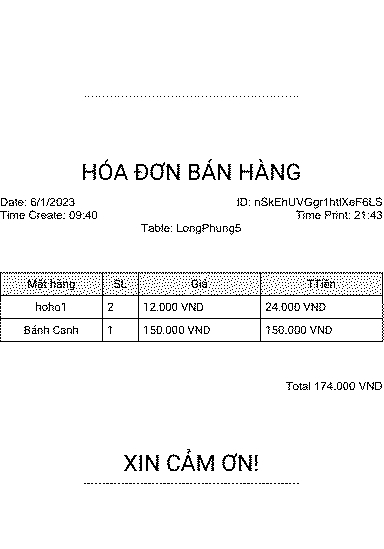 HÓA ĐƠN BÁN HÀNG
Date: 6/1/2023 ID: nSkEhUVGgr1htlXeF6LS
Time Create: 09:40 Time Print: 21:43
Table: LongPhung5
Mặt hàng SL Giá TTiền
hoho1 2 12.000 VND 24.000 VND
Bánh Canh 1 150.000 VND 150.000 VND
Total 174.000 VND
XIN CẢM ƠN!